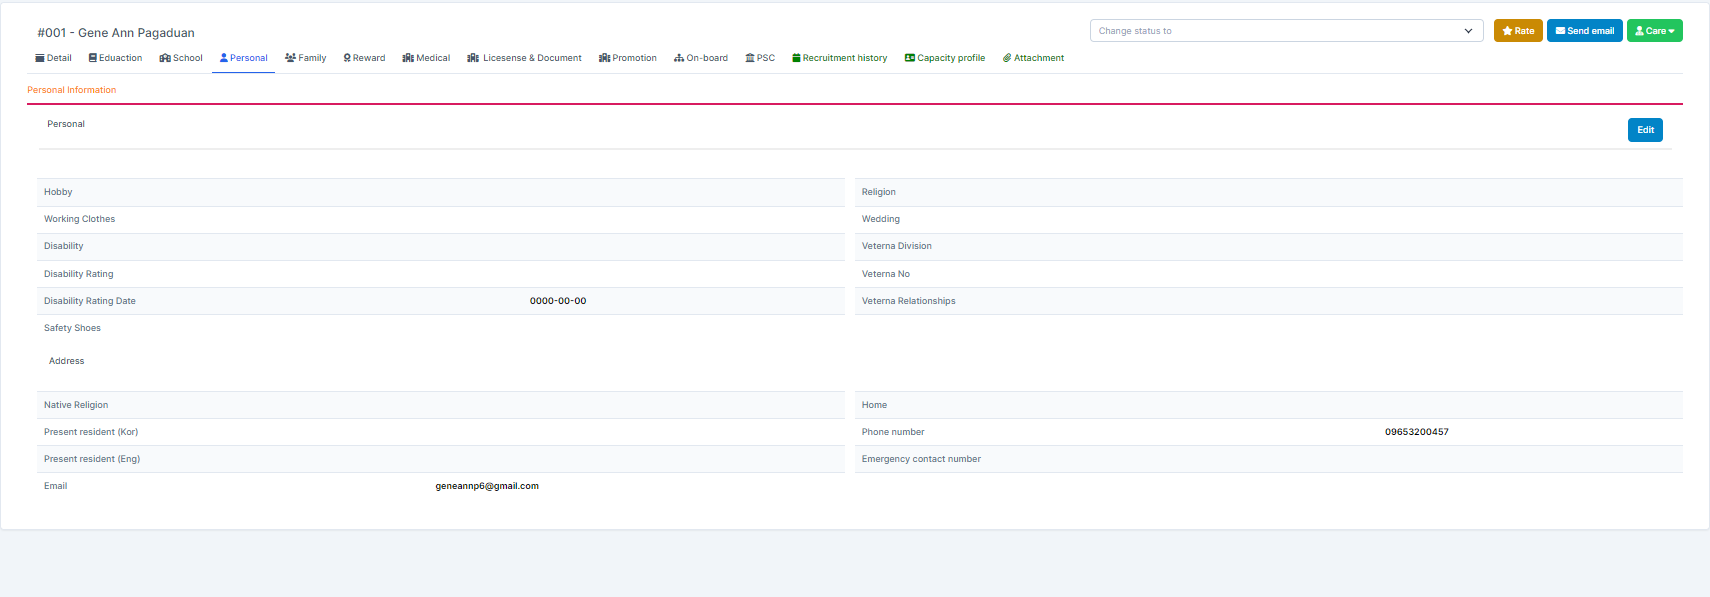 #001 - Gene Ann Pagaduan
Change status to
Rate
Send email
Care
Detail
Eduaction
School
Personal
Family
Reward
Medical
Licesense & Document
Promotion
On-board
PSC
Recruitment history
Capacity profile
Attachment
Personal Information
Personal
Edit
Hobby
Religion
Working Clothes
Wedding
Disability
Veterna Division
Disability Rating
Veterna No
Disability Rating Date 0000-00-00
Veterna Relationships
Safety Shoes
Address
Native Religion
Home
Present resident (Kor)
Phone number 09653200457
Present resident (Eng)
Emergency contact number
Email geneannp6@gmail.com